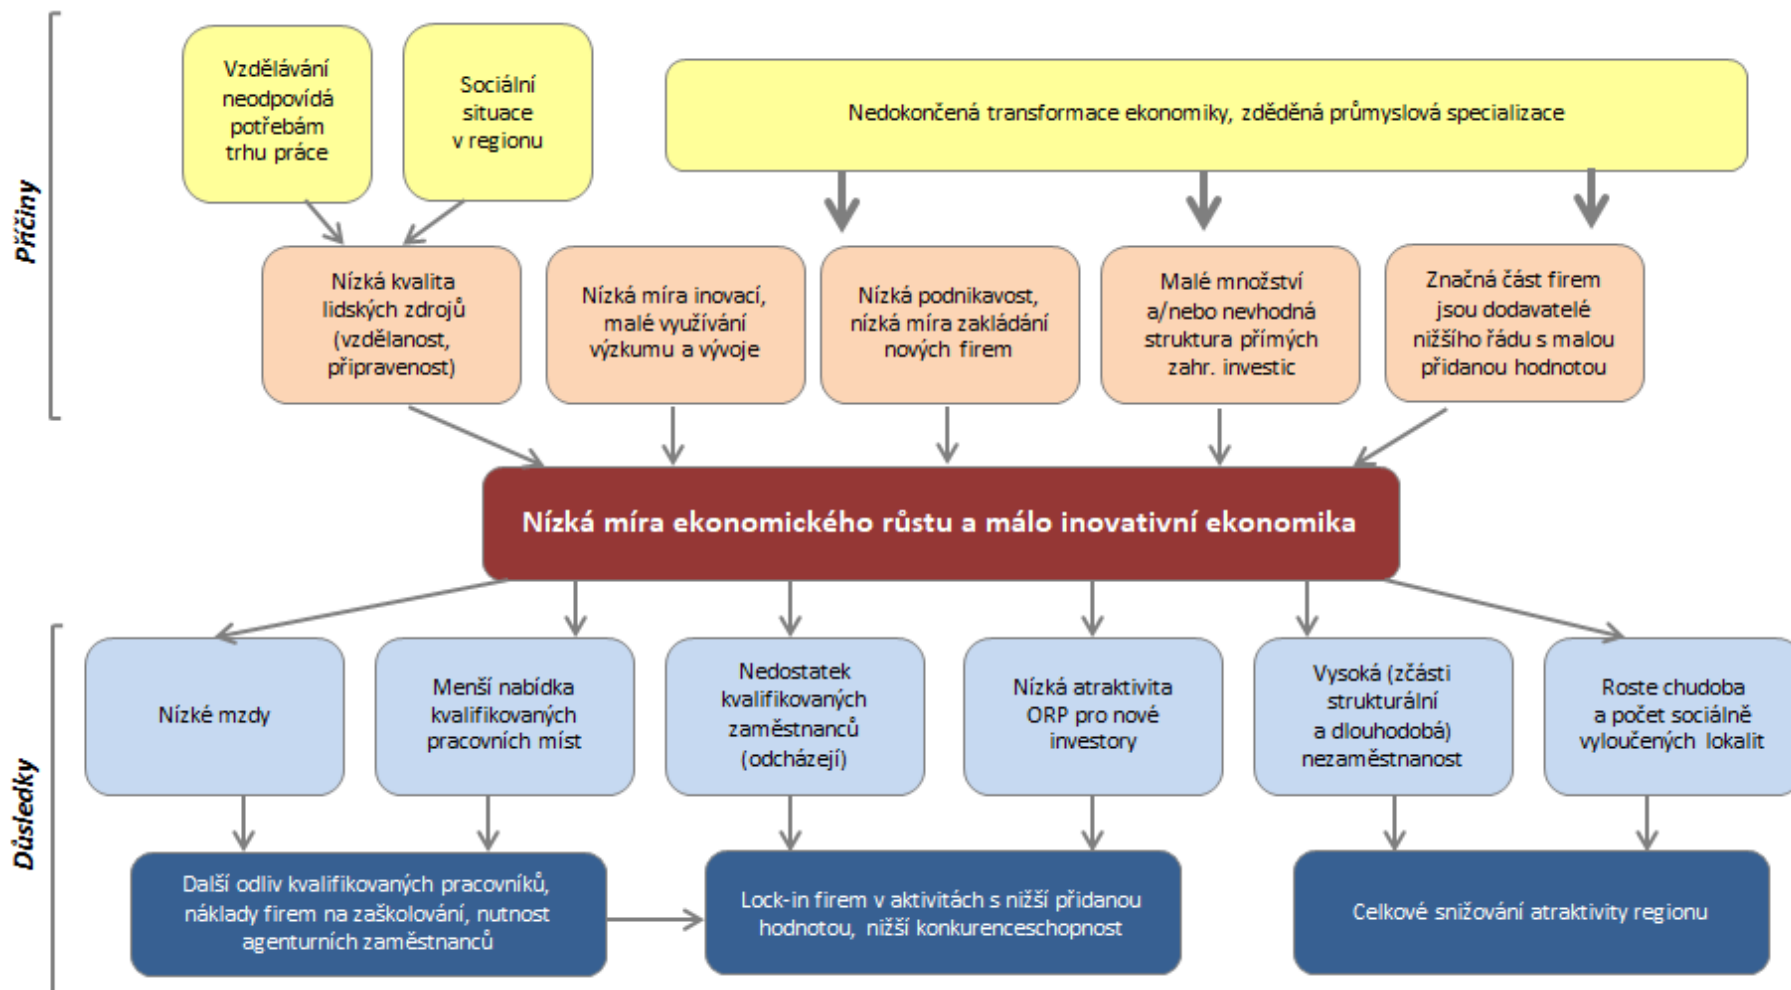 Příčiny
Vzdělávání
neodpovídá
potřebám
trhu práce
Sociální
situace
v regionu
Nedokončená transformace ekonomiky, zděděná průmyslová specializace
Nízká kvalita
lidských zdrojů
(vzdělanost,
připravenost)
Nízká míra inovací,
malé využívání
výzkumu a vývoje
Nízká podnikavost,
nízká míra zakládání
nových firem
Malé množství
a/nebo nevhodná
struktura přímých
zahr. investic
Značná část firem
jsou dodavatelé
nižšího řádu s malou
přidanou hodnotou
Nízká míra ekonomického růstu a málo inovativní ekonomika
Důsledky
Nízké mzdy
Menší nabídka
kvalifikovaných
pracovních míst
Nedostatek
kvalifikovaných
zaměstnanců
(odcházejí)
Nízká atraktivita
ORP pro nové
investory
Vysoká (zčásti
strukturální
a dlouhodobá)
nezaměstnanost
Roste chudoba
a počet sociálně
vyloučených lokalit
Další odliv kvalifikovaných pracovníků,
náklady firem na zaškolování, nutnost
agenturních zaměstnanců
Lock-in firem v aktivitách s nižší přidanou
hodnotou, nižší konkurenceschopnost
Celkové snižování atraktivity regionu